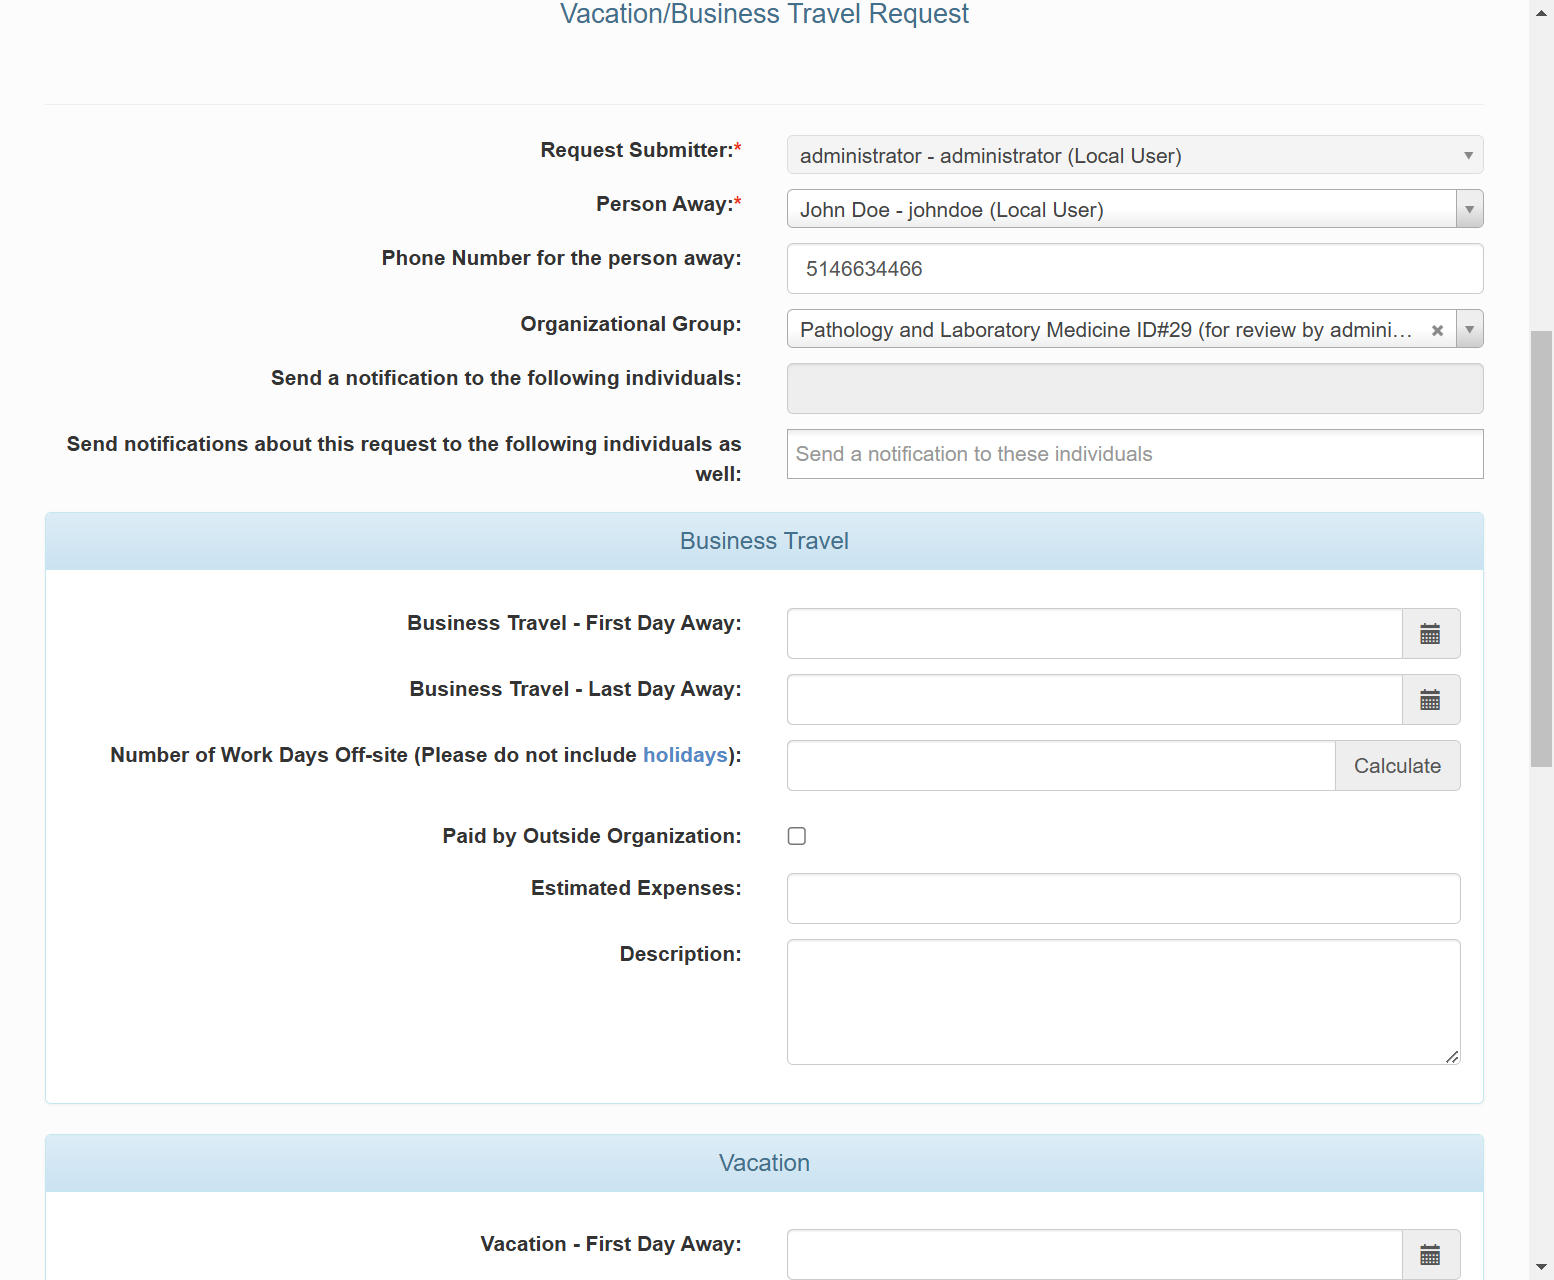 Vacation/Business Travel Request
Request Submitter:*
administrator - administrator (Local User)
Person Away:*
John Doe - johndoe (Local User)
Phone Number for the person away:
5146634466
Organizational Group:
Pathology and Laboratory Medicine ID#29 (for review by admini...
Send a notification to the following individuals:
Send notifications about this request to the following individuals as
well:
Send a notification to these individuals
Business Travel
Business Travel - First Day Away:
Business Travel - Last Day Away:
Number of Work Days Off-site (Please do not include holidays):
Calculate
Paid by Outside Organization:
Estimated Expenses:
Description:
Vacation
Vacation - First Day Away: